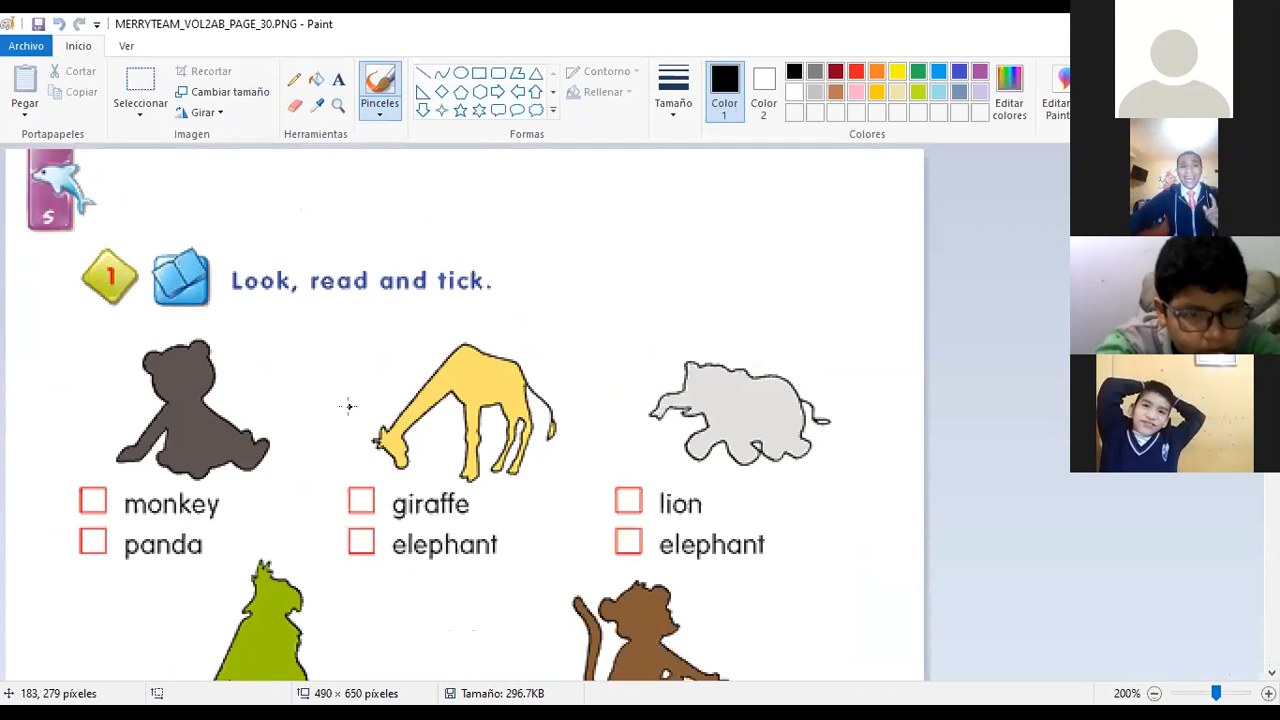 MERRYTEAM_VOL2AB_PAGE_30.PNG - Paint
Archivo Inicio Ver
Pegar
Cortar
Copiar
Portapapeles
Seleccionar
Recortar
Cambiar tamaño
Girar
Imagen
A
Herramientas
Pinceles
Contorno
Rellenar
Formas
Tamaño
Color
1
Color
2
Editar
colores
Colores
Editar
Paint
5
1 Look, read and tick.
monkey giraffe lion
panda elephant elephant
183, 279 píxeles 490 × 650 píxeles Tamaño: 296.7KB 200%